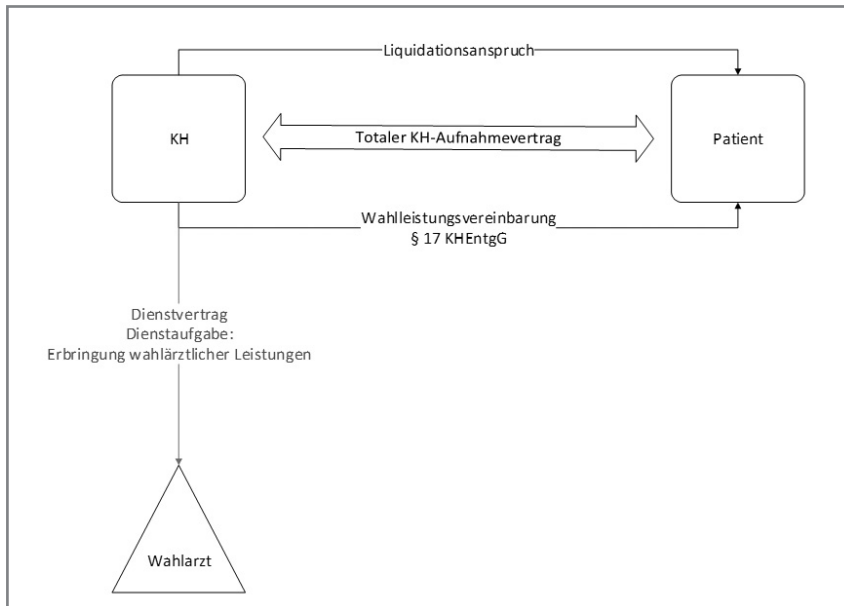 Liquidationsanspruch
KH
Totaler KH-Aufnahmevertrag
Patient
Wahlleistungsvereinbarung
§ 17 KHEntgG
Dienstvertrag
Dienstaufgabe:
Erbringung wahlärztlicher Leistungen
Wahlarzt